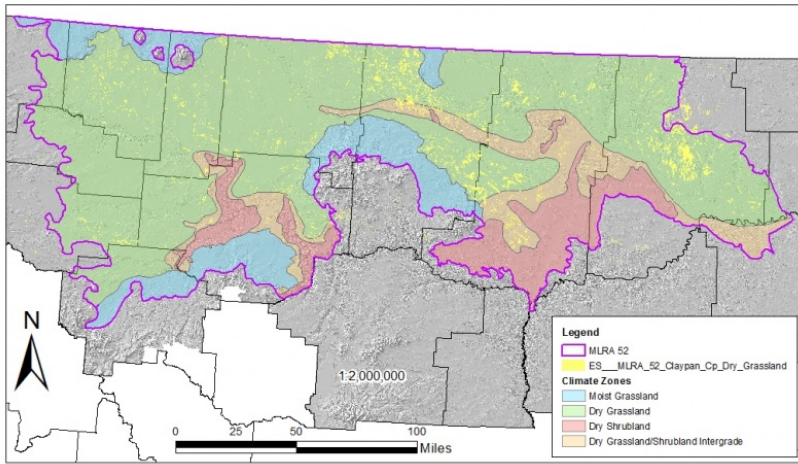 N
1:2,000,000
0 25 50 100
Miles
Legend
MLRA 52
ES___MLRA_52_Claypan_Cp_Dry_Grassland
Climate Zones
Moist Grassland
Dry Grassland
Dry Shrubland
Dry Grassland/Shrubland Intergrade